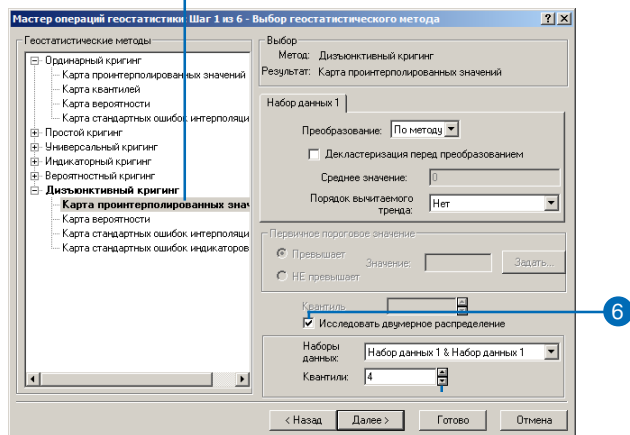 Мастер операций геостатистики: Шаг 1 из 6 - Выбор геостатистического метода
Геостатистические методы
Ординарный кригинг
Карта проинтерполированных значений
Карта квантилей
Карта вероятности
Карта стандартных ошибок интерполяци
Простой кригинг
Универсальный кригинг
Индикаторный кригинг
Вероятностный кригинг
Дизъюнктивный кригинг
Карта проинтерполированных знач
Карта вероятности
Карта стандартных ошибок интерполяци
Карта стандартных ошибок индикаторов
Выбор
Метод: Дизъюнктивный кригинг
Результат: Карта проинтерполированных значений
Набор данных 1
Преобразование: По методу
Декластеризация перед преобразованием
Среднее значение: 0
Порядок вычитаемого
тренда: Нет
Первичное пороговое значение
Превышает
Значение: Задать...
НЕ превышает
Квантиль
Исследовать двумерное распределение
6
Наборы
данных: Набор данных 1 & Набор данных 1
Квантили: 4
< Назад Далее > Готово Отмена